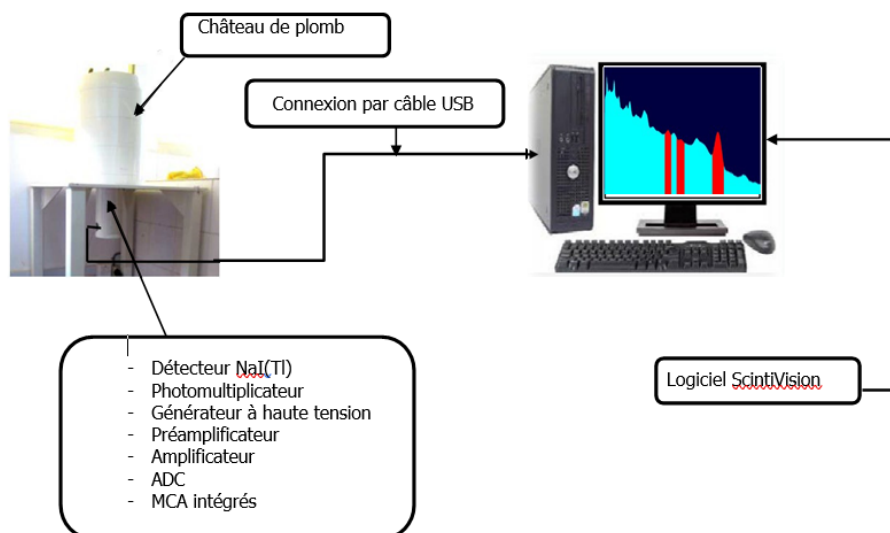 Château de plomb
Connexion par câble USB
- Détecteur NaI(Tl)
- Photomultiplicateur
- Générateur à haute tension
- Préamplificateur
- Amplificateur
- ADC
- MCA intégrés
Logiciel ScintiVision